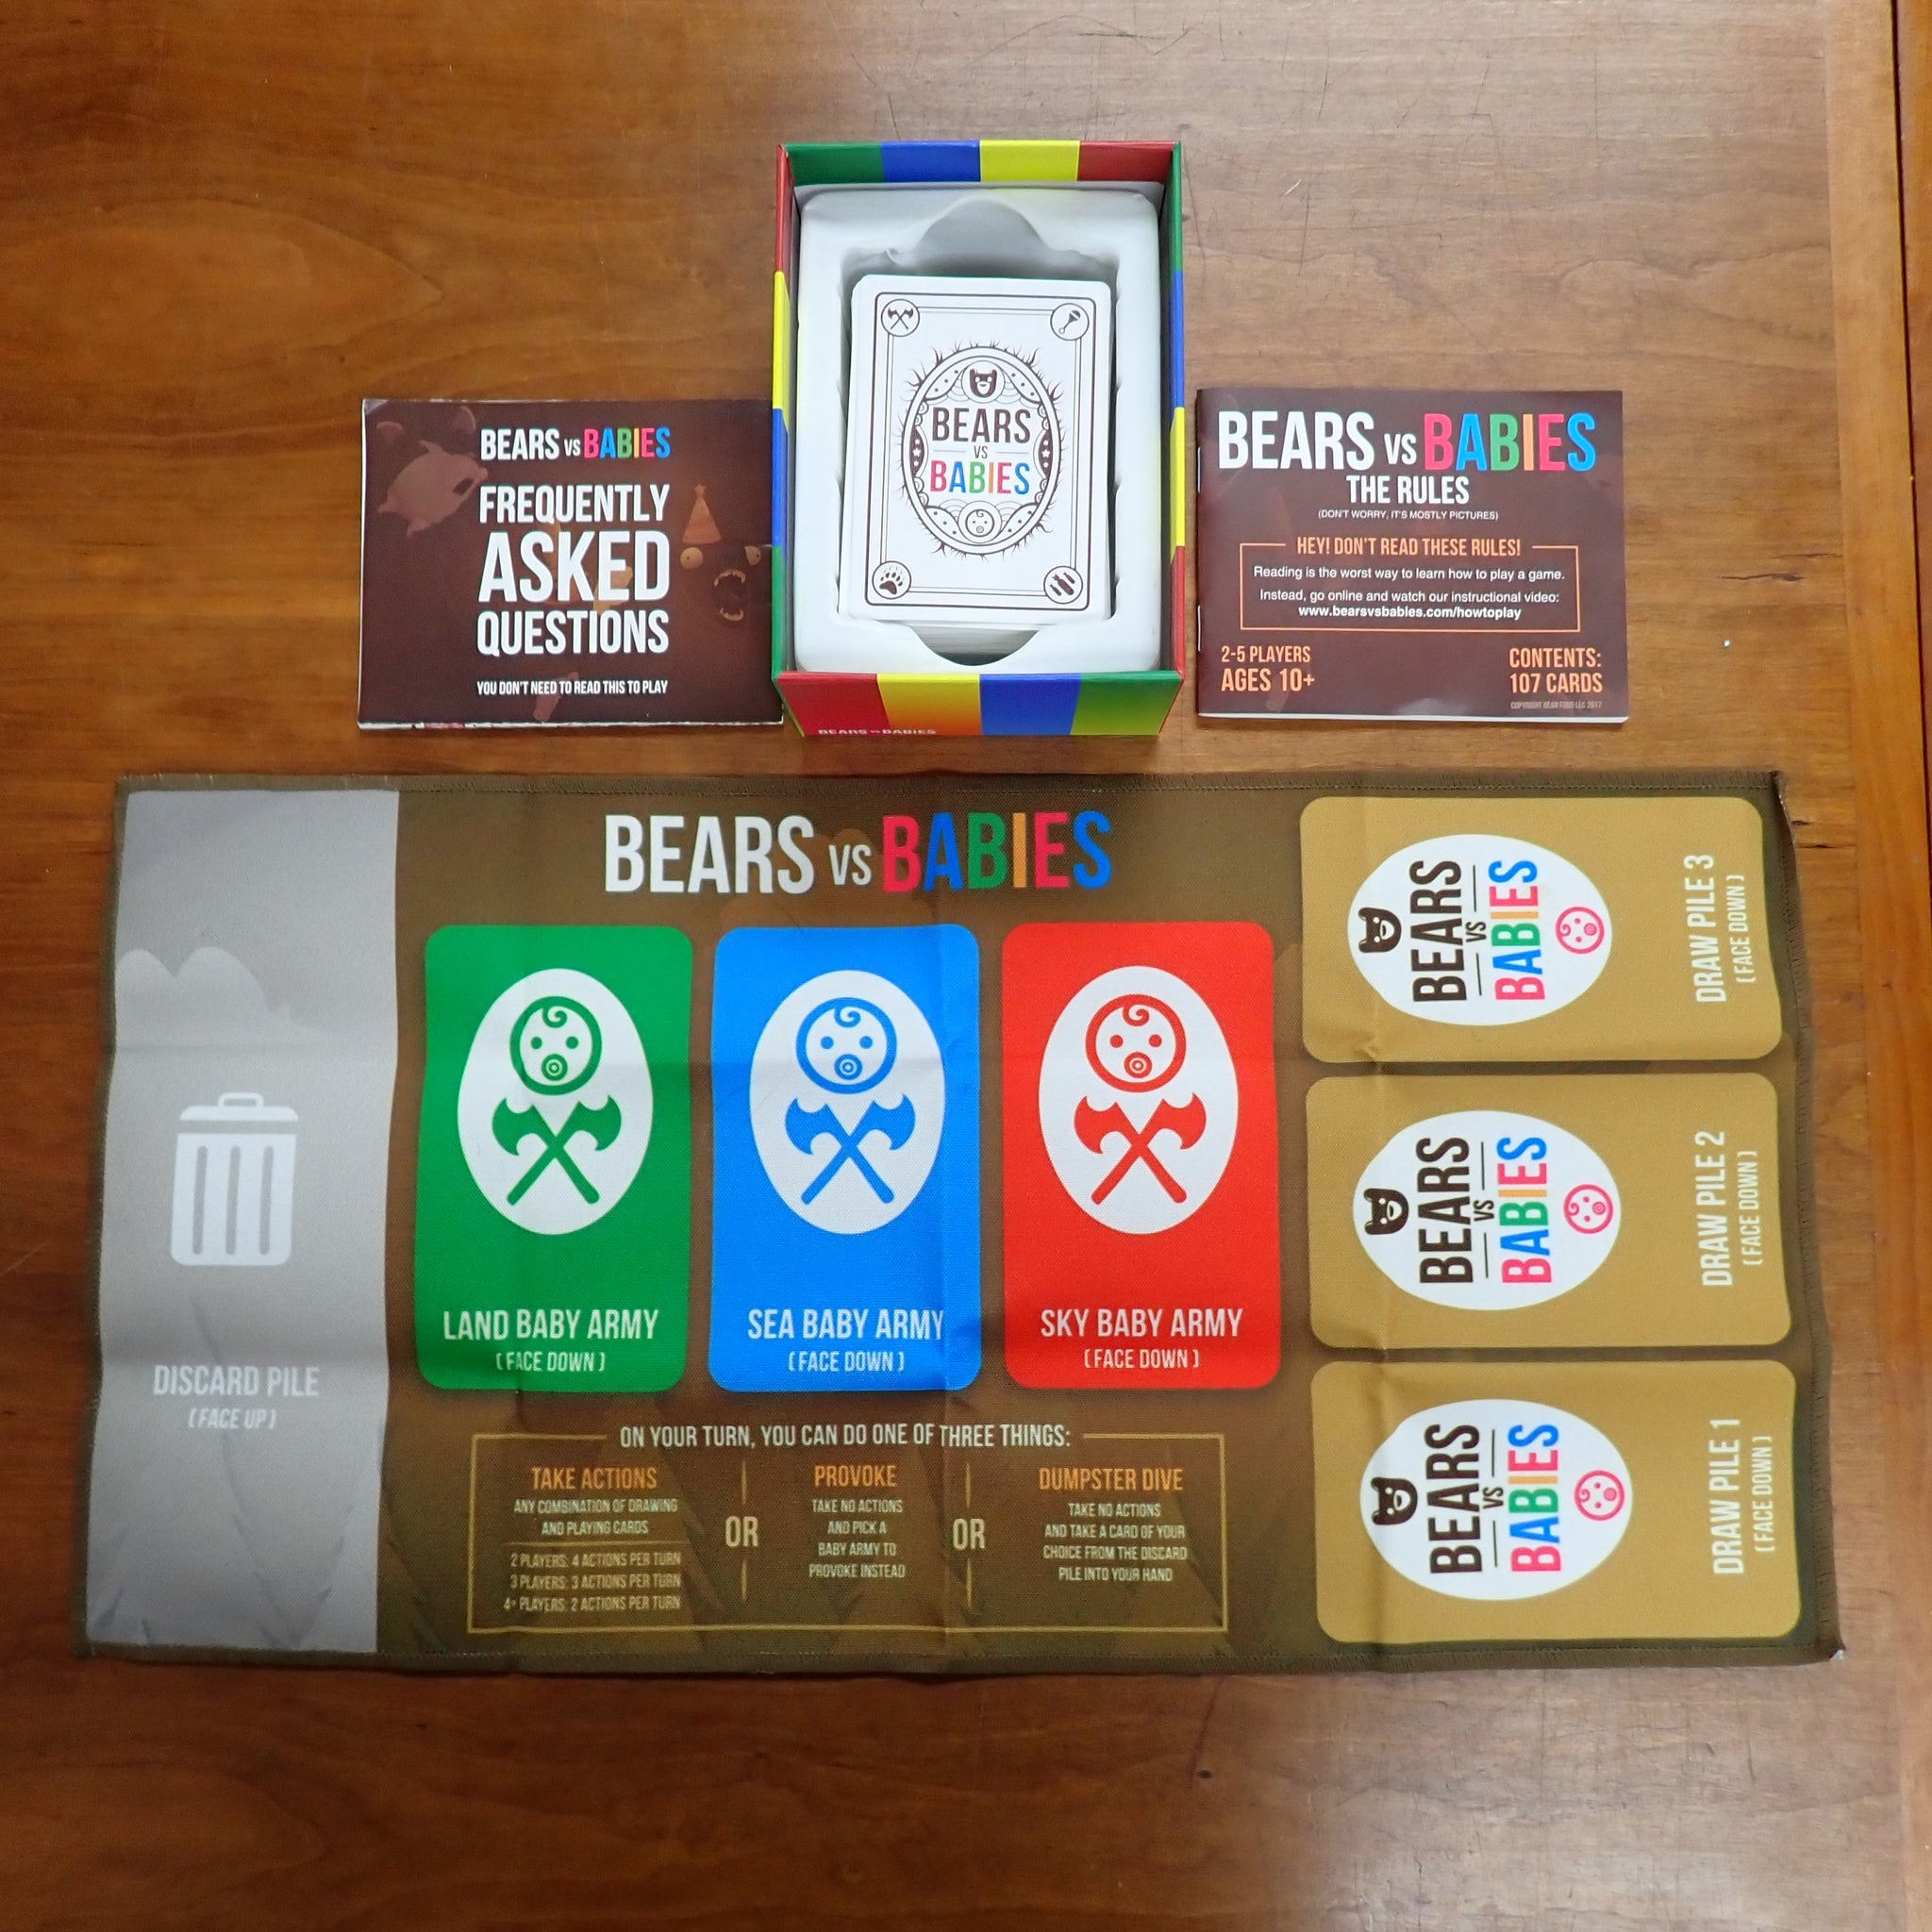 BEARS VS BABIES
FREQUENTLY
ASKED
QUESTIONS
YOU DON'T NEED TO READ THIS TO PLAY
BEARS
VS
BABIES
BEARS VS BABIES
BEARS VS BABIES
THE RULES
(DON'T WORRY, IT'S MOSTLY PICTURES)
HEY! DON'T READ THESE RULES!
Reading is the worst way to learn how to play a game.
Instead, go online and watch our instructional video:
www.bearsvsbabies.com/howtoplay
2-5 PLAYERS
AGES 10+
CONTENTS:
107 CARDS
COPYRIGHT BEAR FOOD LLC 2017
BEARS VS BABIES
DISCARD PILE
(FACE UP)
LAND BABY ARMY
(FACE DOWN)
SEA BABY ARMY
(FACE DOWN)
SKY BABY ARMY
(FACE DOWN)
ON YOUR TURN, YOU CAN DO ONE OF THREE THINGS:
TAKE ACTIONS
ANY COMBINATION OF DRAWING
AND PLAYING CARDS
2 PLAYERS: 4 ACTIONS PER TURN
3 PLAYERS: 3 ACTIONS PER TURN
4+ PLAYERS: 2 ACTIONS PER TURN
OR
PROVOKE
TAKE NO ACTIONS
AND PICK A
BABY ARMY TO
PROVOKE INSTEAD
OR
DUMPSTER DIVE
TAKE NO ACTIONS
AND TAKE A CARD OF YOUR
CHOICE FROM THE DISCARD
PILE INTO YOUR HAND
BEARS
VS
BABIES
DRAW PILE 3
(FACE DOWN)
BEARS
VS
BABIES
DRAW PILE 2
(FACE DOWN)
BEARS
VS
BABIES
DRAW PILE 1
(FACE DOWN)